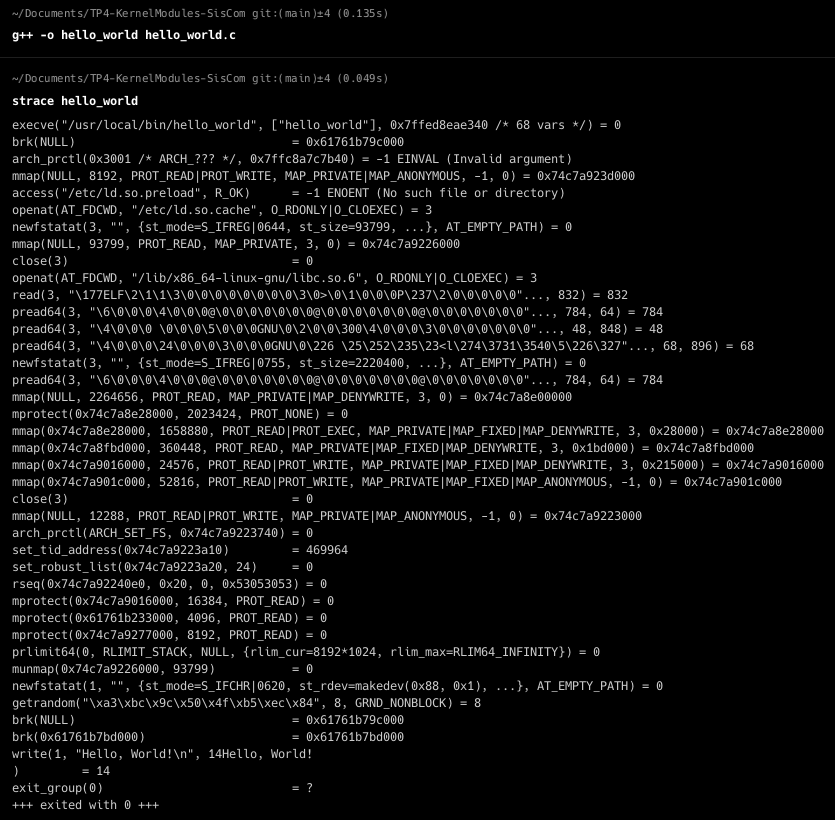 ~/Documents/TP4-KernelModules-SisCom git:(main)±4 (0.135s)
g++ -o hello_world hello_world.c
~/Documents/TP4-KernelModules-SisCom git:(main)±4 (0.049s)
strace hello_world
execve("/usr/local/bin/hello_world", ["hello_world"], 0x7ffed8eae340 /* 68 vars */) = 0
brk(NULL)                               = 0x61761b79c000
arch_prctl(0x3001 /* ARCH_??? */, 0x7ffc8a7c7b40) = -1 EINVAL (Invalid argument)
mmap(NULL, 8192, PROT_READ|PROT_WRITE, MAP_PRIVATE|MAP_ANONYMOUS, -1, 0) = 0x74c7a923d000
access("/etc/ld.so.preload", R_OK)      = -1 ENOENT (No such file or directory)
openat(AT_FDCWD, "/etc/ld.so.cache", O_RDONLY|O_CLOEXEC) = 3
newfstatat(3, "", {st_mode=S_IFREG|0644, st_size=93799, ...}, AT_EMPTY_PATH) = 0
mmap(NULL, 93799, PROT_READ, MAP_PRIVATE, 3, 0) = 0x74c7a9226000
close(3)                                = 0
openat(AT_FDCWD, "/lib/x86_64-linux-gnu/libc.so.6", O_RDONLY|O_CLOEXEC) = 3
read(3, "\177ELF\2\1\1\3\0\0\0\0\0\0\0\0\3\0>\0\1\0\0\0P\237\2\0\0\0\0\0"..., 832) = 832
pread64(3, "\6\0\0\0\4\0\0\0@\0\0\0\0\0\0\0@\0\0\0\0\0\0\0@\0\0\0\0\0\0\0"..., 784, 64) = 784
pread64(3, "\4\0\0\0 \0\0\0\5\0\0\0GNU\0\2\0\0\300\4\0\0\0\3\0\0\0\0\0\0\0"..., 48, 848) = 48
pread64(3, "\4\0\0\0\24\0\0\0\3\0\0\0GNU\0\226 \25\252\235\23<l\274\3731\3540\5\226\327"..., 68, 896) = 68
newfstatat(3, "", {st_mode=S_IFREG|0755, st_size=2220400, ...}, AT_EMPTY_PATH) = 0
pread64(3, "\6\0\0\0\4\0\0\0@\0\0\0\0\0\0\0@\0\0\0\0\0\0\0@\0\0\0\0\0\0\0"..., 784, 64) = 784
mmap(NULL, 2264656, PROT_READ, MAP_PRIVATE|MAP_DENYWRITE, 3, 0) = 0x74c7a8e00000
mprotect(0x74c7a8e28000, 2023424, PROT_NONE) = 0
mmap(0x74c7a8e28000, 1658880, PROT_READ|PROT_EXEC, MAP_PRIVATE|MAP_FIXED|MAP_DENYWRITE, 3, 0x28000) = 0x74c7a8e28000
mmap(0x74c7a8fbd000, 360448, PROT_READ, MAP_PRIVATE|MAP_FIXED|MAP_DENYWRITE, 3, 0x1bd000) = 0x74c7a8fbd000
mmap(0x74c7a9016000, 24576, PROT_READ|PROT_WRITE, MAP_PRIVATE|MAP_FIXED|MAP_DENYWRITE, 3, 0x215000) = 0x74c7a9016000
mmap(0x74c7a901c000, 52816, PROT_READ|PROT_WRITE, MAP_PRIVATE|MAP_FIXED|MAP_ANONYMOUS, -1, 0) = 0x74c7a901c000
close(3)                                = 0
mmap(NULL, 12288, PROT_READ|PROT_WRITE, MAP_PRIVATE|MAP_ANONYMOUS, -1, 0) = 0x74c7a9223000
arch_prctl(ARCH_SET_FS, 0x74c7a9223740) = 0
set_tid_address(0x74c7a9223a10)         = 469964
set_robust_list(0x74c7a9223a20, 24)     = 0
rseq(0x74c7a92240e0, 0x20, 0, 0x53053053) = 0
mprotect(0x74c7a9016000, 16384, PROT_READ) = 0
mprotect(0x61761b233000, 4096, PROT_READ) = 0
mprotect(0x74c7a9277000, 8192, PROT_READ) = 0
prlimit64(0, RLIMIT_STACK, NULL, {rlim_cur=8192*1024, rlim_max=RLIM64_INFINITY}) = 0
munmap(0x74c7a9226000, 93799)           = 0
newfstatat(1, "", {st_mode=S_IFCHR|0620, st_rdev=makedev(0x88, 0x1), ...}, AT_EMPTY_PATH) = 0
getrandom("\xa3\xbc\x9c\x50\x4f\xb5\xec\x84", 8, GRND_NONBLOCK) = 8
brk(NULL)                               = 0x61761b79c000
brk(0x61761b7bd000)                     = 0x61761b7bd000
write(1, "Hello, World!\n", 14Hello, World!
)         = 14
exit_group(0)                           = ?
+++ exited with 0 +++